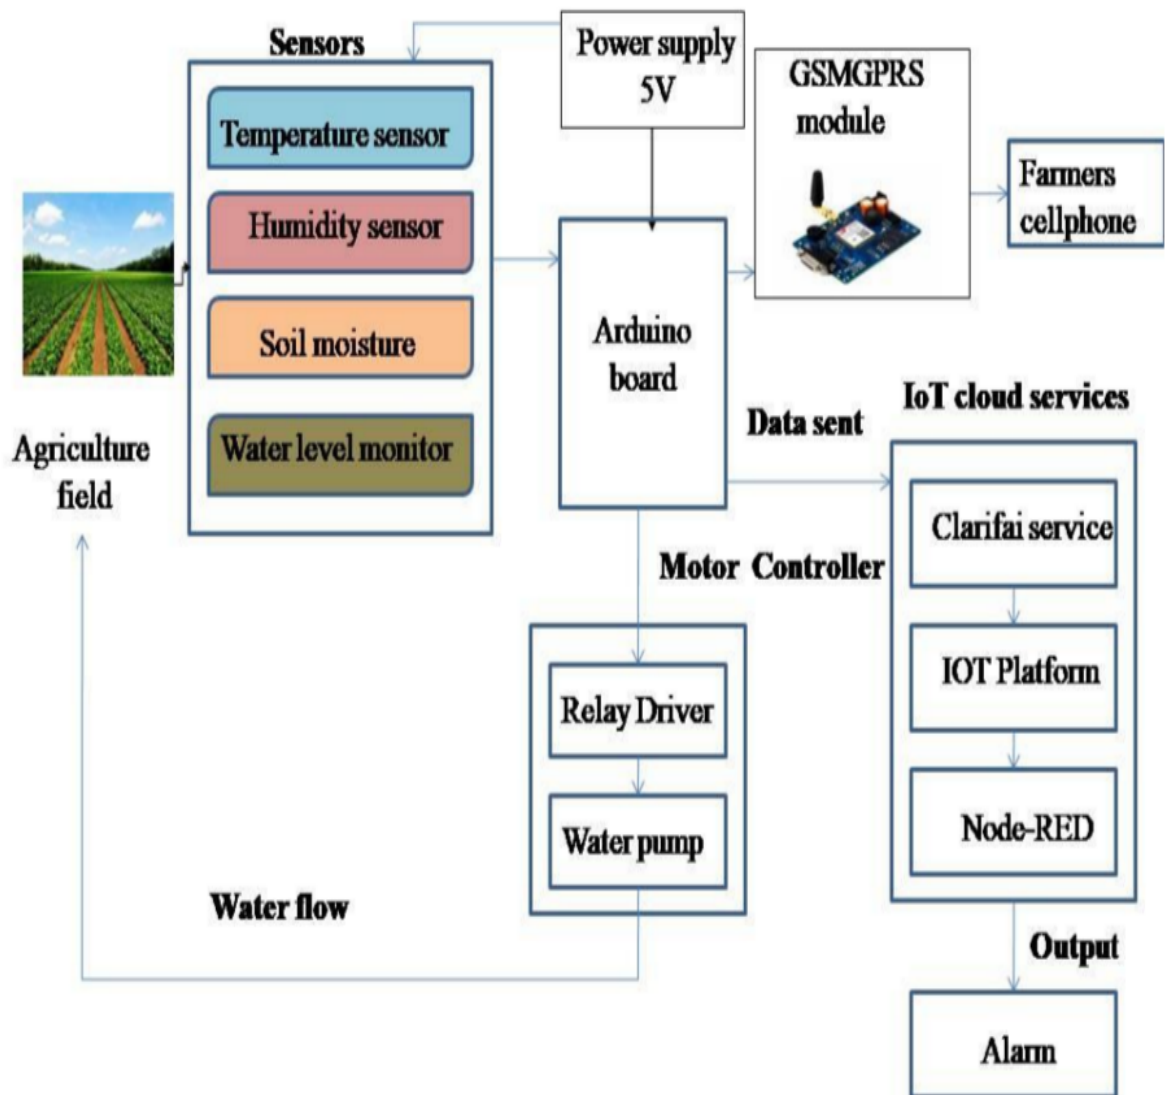 Sensors
Power supply
5V
GSMGPRS
module
Temperature sensor
Humidity sensor
Soil moisture
Water level monitor
Farmers
cellphone
Arduino
board
Agriculture
field
IoT cloud services
Data sent
Clarifai service
IOT Platform
Node-RED
Motor Controller
Relay Driver
Water pump
Water flow
Output
Alarm